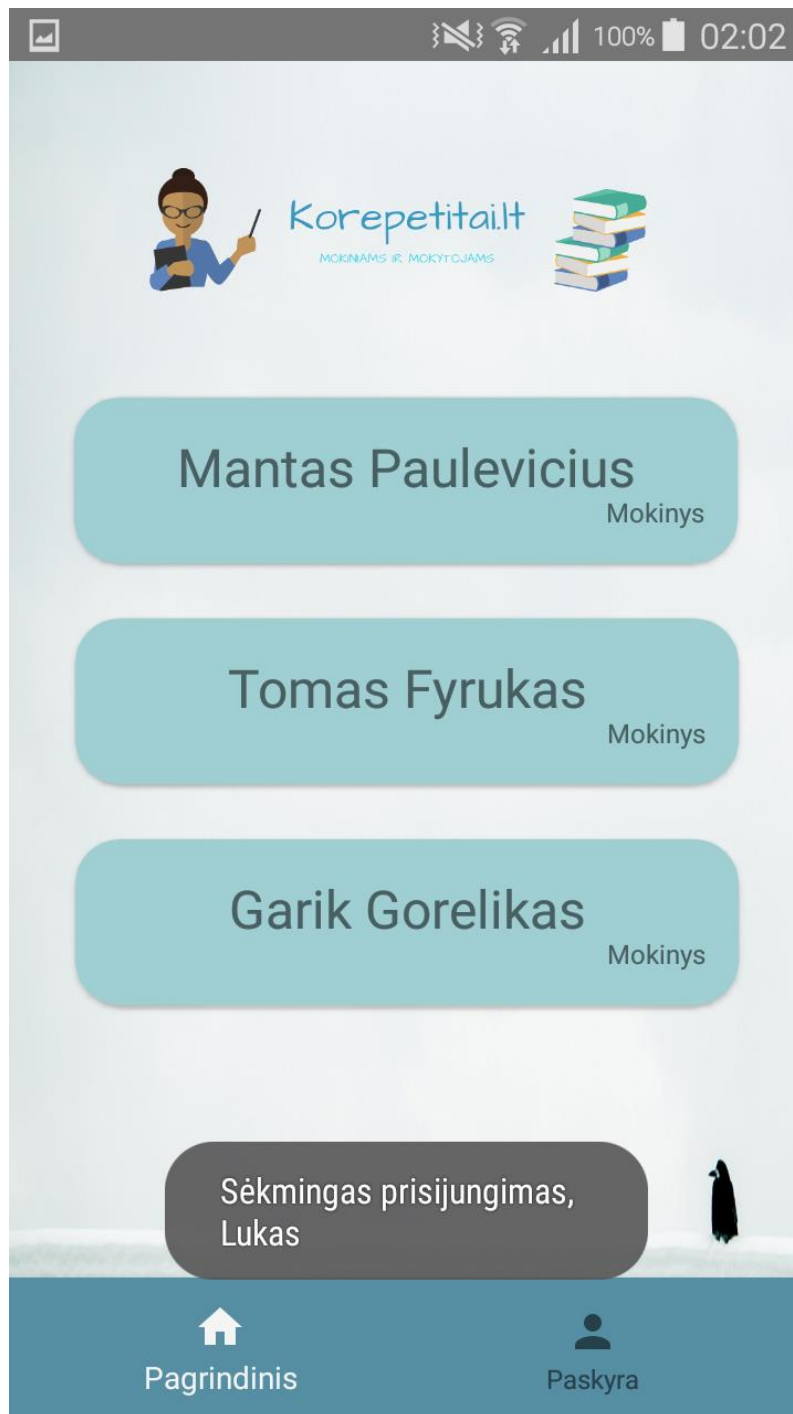 100% 02:02
Korepetitai.lt
MOKINIAMS IR MOKYTOJAMS
Mantas Paulevicius
Mokinys
Tomas Fyrukas
Mokinys
Garik Gorelikas
Mokinys
Sėkmingas prisijungimas,
Lukas
Pagrindinis
Paskyra